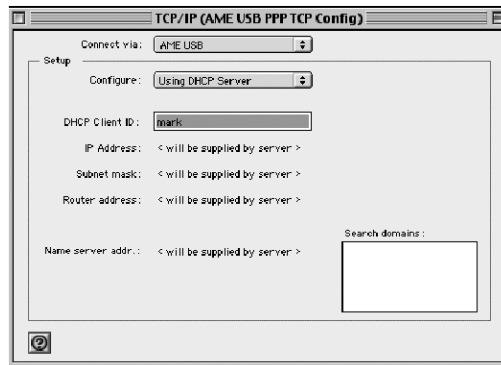 TCP/IP (AME USB PPP TCP Config)
Connect via: AME USB
Setup
Configure: Using DHCP Server
DHCP Client ID: mark
IP Address: < will be supplied by server >
Subnet mask: < will be supplied by server >
Router address: < will be supplied by server >
Search domains:
Name server addr.: < will be supplied by server >
?